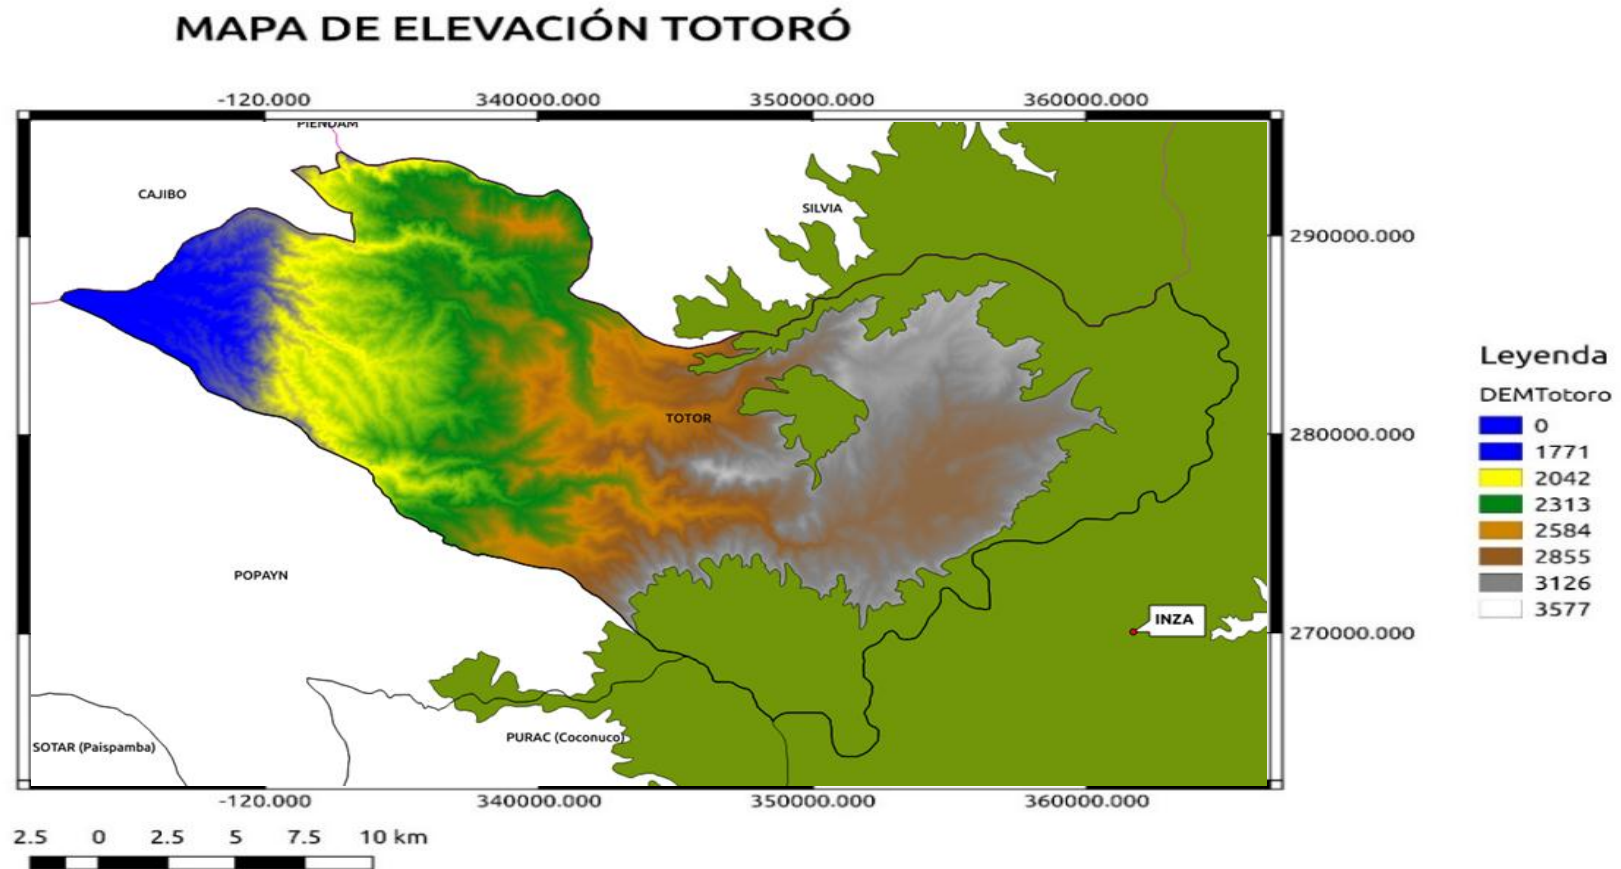 MAPA DE ELEVACIÓN TOTORÓ
-120.000 340000.000 350000.000 360000.000
PIENDAM
CAJIBO
SILVIA
290000.000
TOTOR
280000.000
POPAYN
INZA
270000.000
PURAC (Coconuco)
SOTAR (Paispamba)
-120.000 340000.000 350000.000 360000.000
2.5 0 2.5 5 7.5 10 km
Leyenda
DEMTotoro
0
1771
2042
2313
2584
2855
3126
3577